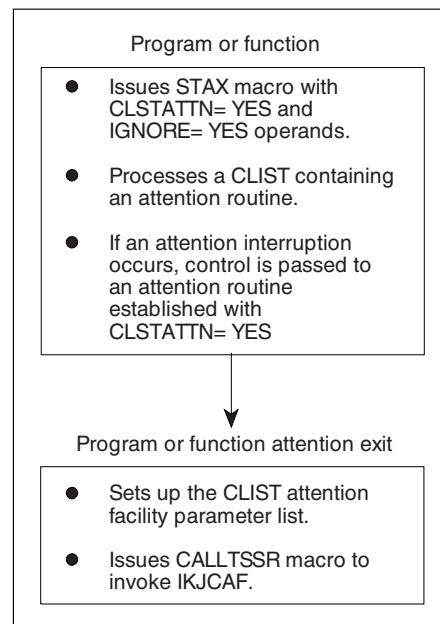 Program or function
● Issues STAX macro with
CLSTATTN= YES and
IGNORE= YES operands.
● Processes a CLIST containing
an attention routine.
● If an attention interruption
occurs, control is passed to
an attention routine
established with
CLSTATTN= YES
Program or function attention exit
● Sets up the CLIST attention
facility parameter list.
● Issues CALLTSSR macro to
invoke IKJCAF.